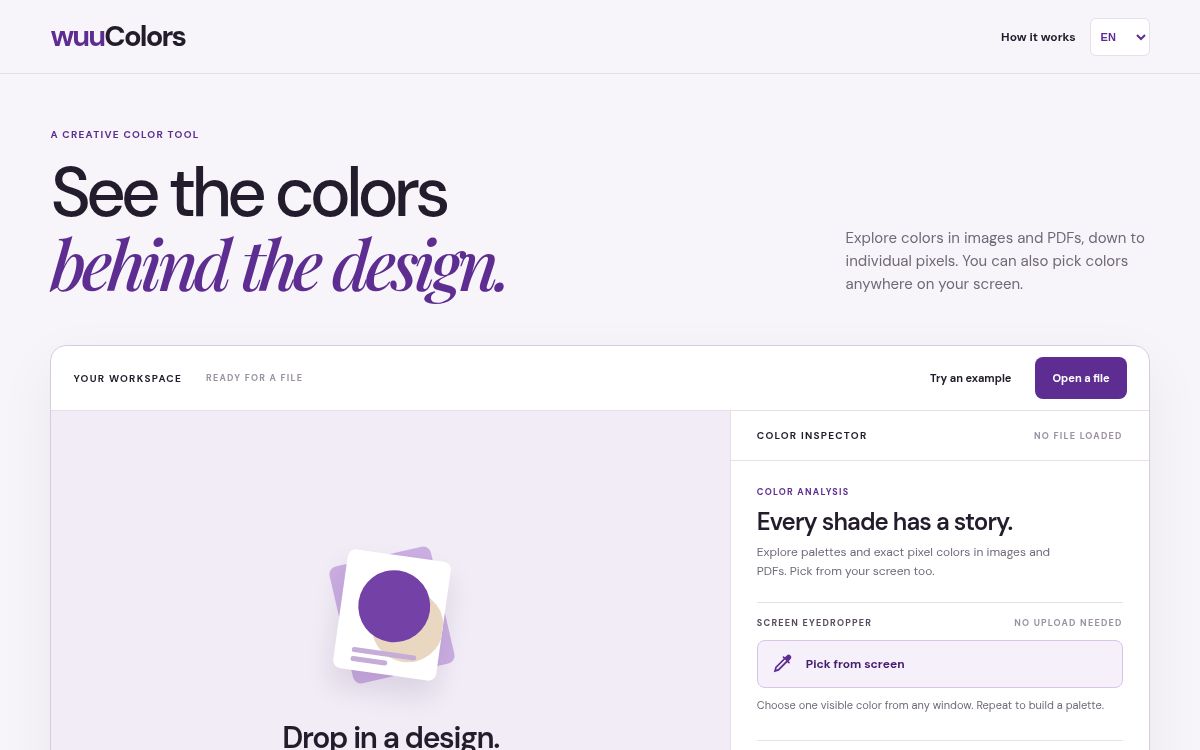 wuuColors
How it works
EN
A CREATIVE COLOR TOOL
See the colors
behind the design.
Explore colors in images and PDFs, down to
individual pixels. You can also pick colors
anywhere on your screen.
YOUR WORKSPACE
READY FOR A FILE
Try an example
Open a file
COLOR INSPECTOR
NO FILE LOADED
COLOR ANALYSIS
Every shade has a story.
Explore palettes and exact pixel colors in images and
PDFs. Pick from your screen too.
SCREEN EYEDROPPER
NO UPLOAD NEEDED
Pick from screen
Choose one visible color from any window. Repeat to build a palette.
Drop in a design.